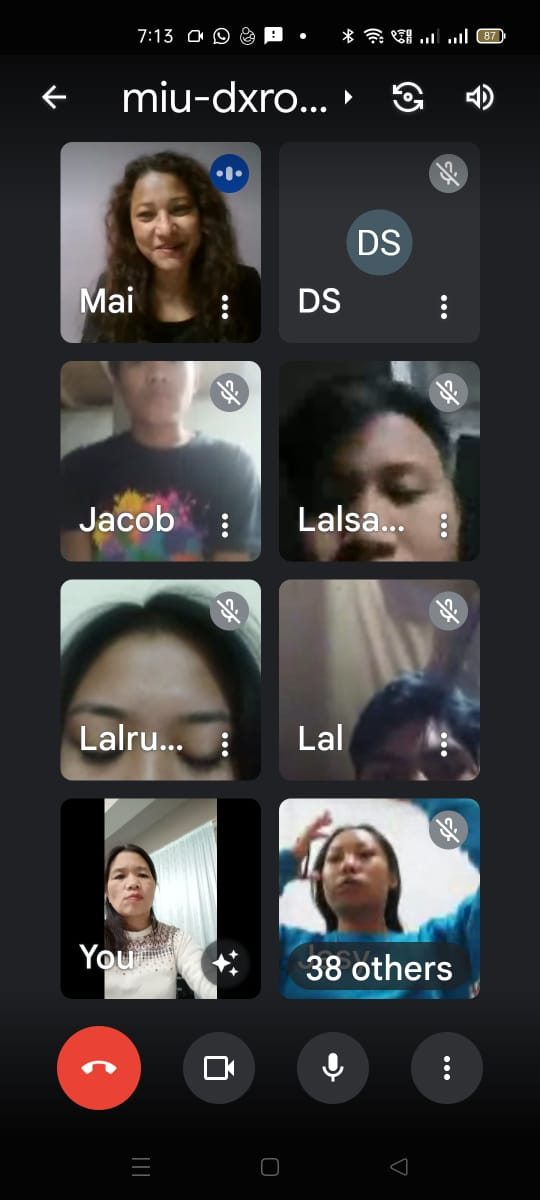 7:13
87
miu-dxro...
Mai
DS
DS
Jacob
Lalsa...
Lalru...
Lal
You
38 others